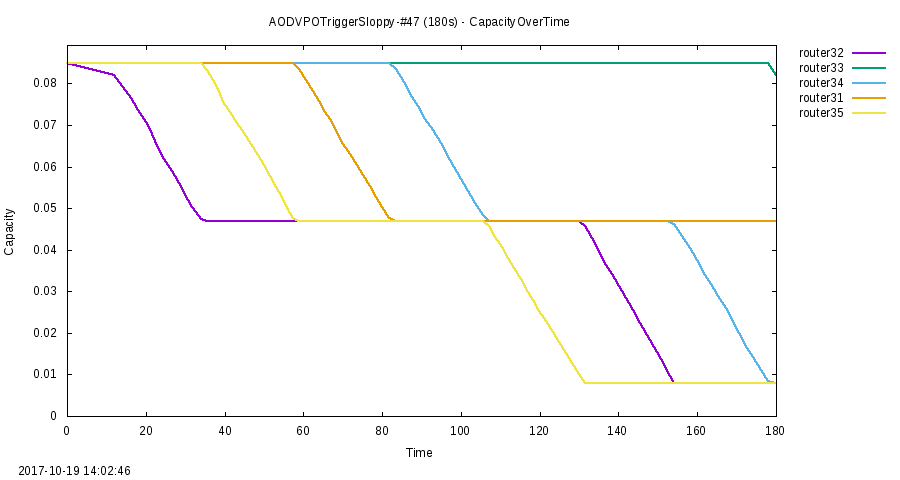 AODVPOTriggerSloppy-#47 (180s) - CapacityOverTime
router32
router33
router34
router31
router35
0.08
0.07
0.06
0.05
0.04
0.03
0.02
0.01
0
Capacity
0 20 40 60 80 100 120 140 160 180
Time
2017-10-19 14:02:46